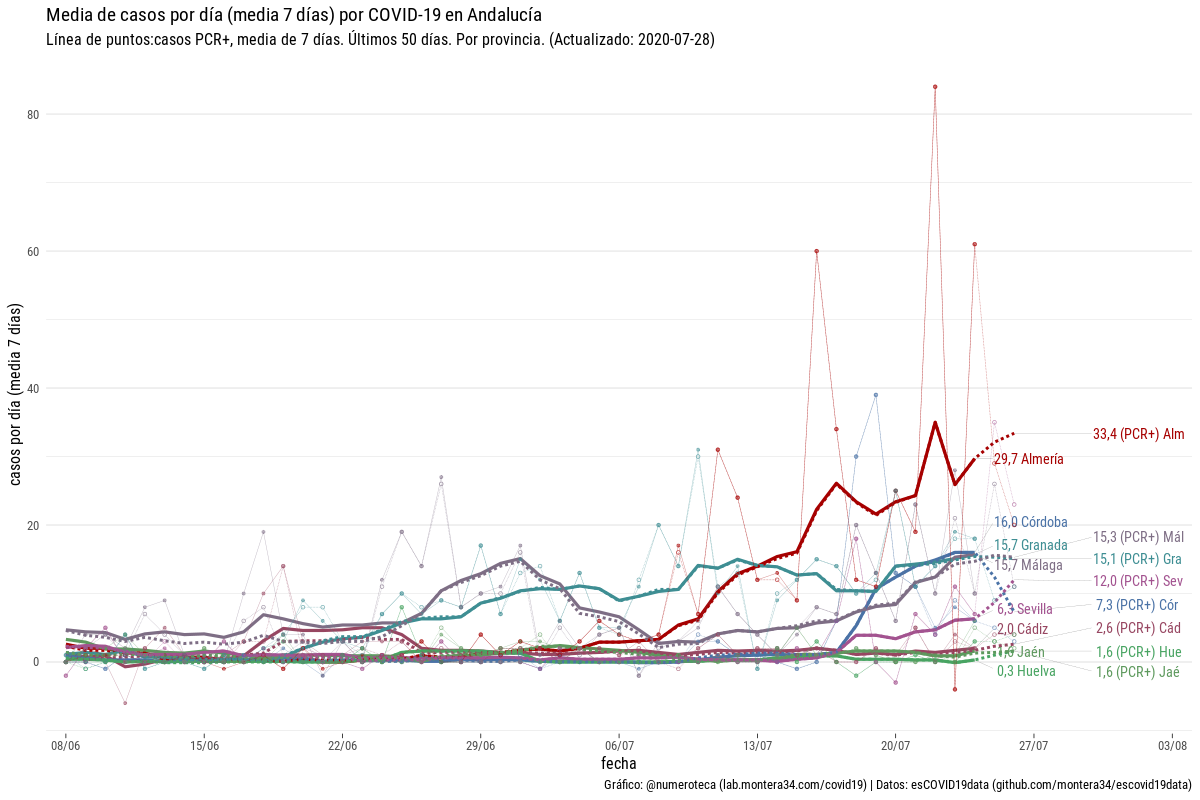 Media de casos por día (media 7 días) por COVID-19 en Andalucía
Línea de puntos:casos PCR+, media de 7 días. Últimos 50 días. Por provincia. (Actualizado: 2020-07-28)
casos por día (media 7 días)
80
60
40
20
0
33,4 (PCR+) Alm
29,7 Almería
16,0 Córdoba
15,3 (PCR+) Mál
15,7 Granada
15,1 (PCR+) Gra
15,7 Málaga
12,0 (PCR+) Sev
7,3 (PCR+) Cór
6,3 Sevilla
2,0 Cádiz
2,6 (PCR+) Cád
Jaén
1,6 (PCR+) Hue
0,3 Huelva
1,6 (PCR+) Jaé
08/06
15/06
22/06
29/06
06/07
13/07
20/07
27/07
03/08
fecha
Gráfico: @numeroteca (lab.montera34.com/covid19) | Datos: esCOVID19data (github.com/montera34/escovid19data)